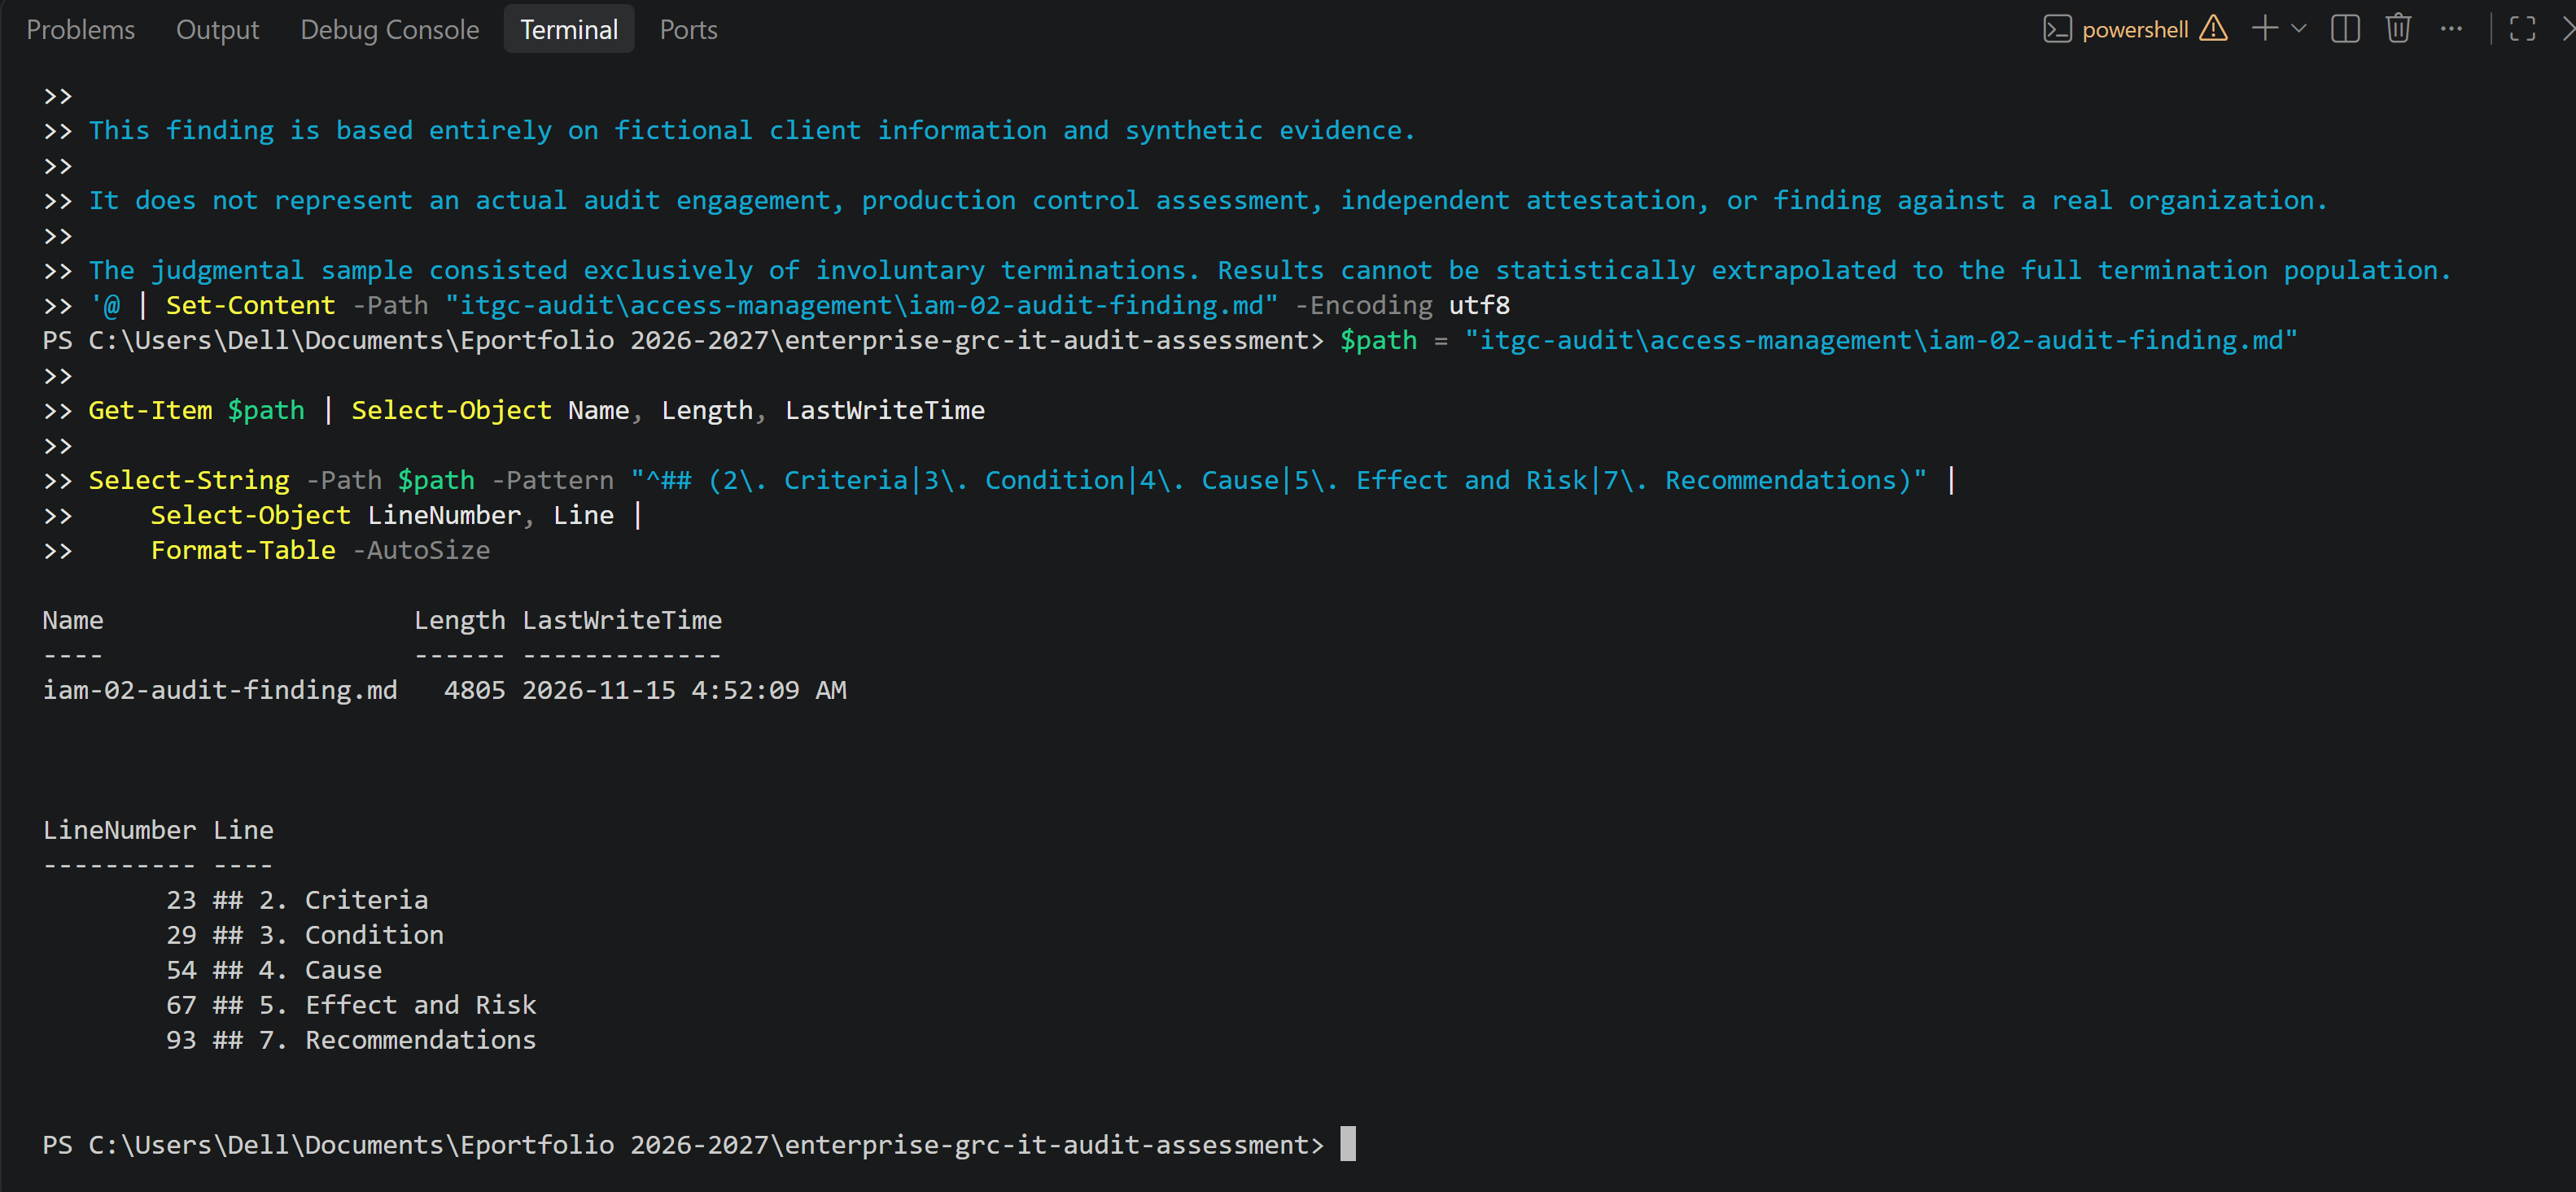 Problems Output Debug Console Terminal Ports powershell
>>
>> This finding is based entirely on fictional client information and synthetic evidence.
>>
>> It does not represent an actual audit engagement, production control assessment, independent attestation, or finding against a real organization.
>>
>> The judgmental sample consisted exclusively of involuntary terminations. Results cannot be statistically extrapolated to the full termination population.
>> '@ | Set-Content -Path "itgc-audit\access-management\iam-02-audit-finding.md" -Encoding utf8
PS C:\Users\Dell\Documents\Eportfolio 2026-2027\enterprise-grc-it-audit-assessment> $path = "itgc-audit\access-management\iam-02-audit-finding.md"
>>
>> Get-Item $path | Select-Object Name, Length, LastWriteTime
>>
>> Select-String -Path $path -Pattern "^## (2\. Criteria|3\. Condition|4\. Cause|5\. Effect and Risk|7\. Recommendations)" |
>>     Select-Object LineNumber, Line |
>>     Format-Table -AutoSize
Name                    Length LastWriteTime
----                    ------ -------------
iam-02-audit-finding.md   4805 2026-11-15 4:52:09 AM
LineNumber Line
---------- ----
        23 ## 2. Criteria
        29 ## 3. Condition
        54 ## 4. Cause
        67 ## 5. Effect and Risk
        93 ## 7. Recommendations
PS C:\Users\Dell\Documents\Eportfolio 2026-2027\enterprise-grc-it-audit-assessment>